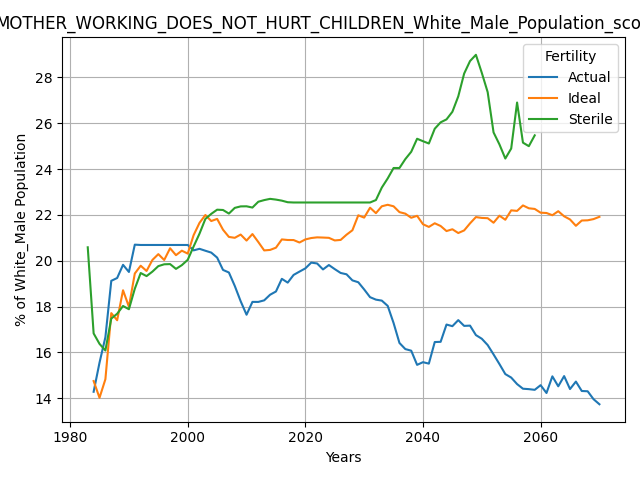 MOTHER_WORKING_DOES_NOT_HURT_CHILDREN_White_Male_Population_sco
% of White_Male Population
28
26
24
22
20
18
16
14
Fertility
Actual
Ideal
Sterile
1980
2000
2020
2040
2060
Years